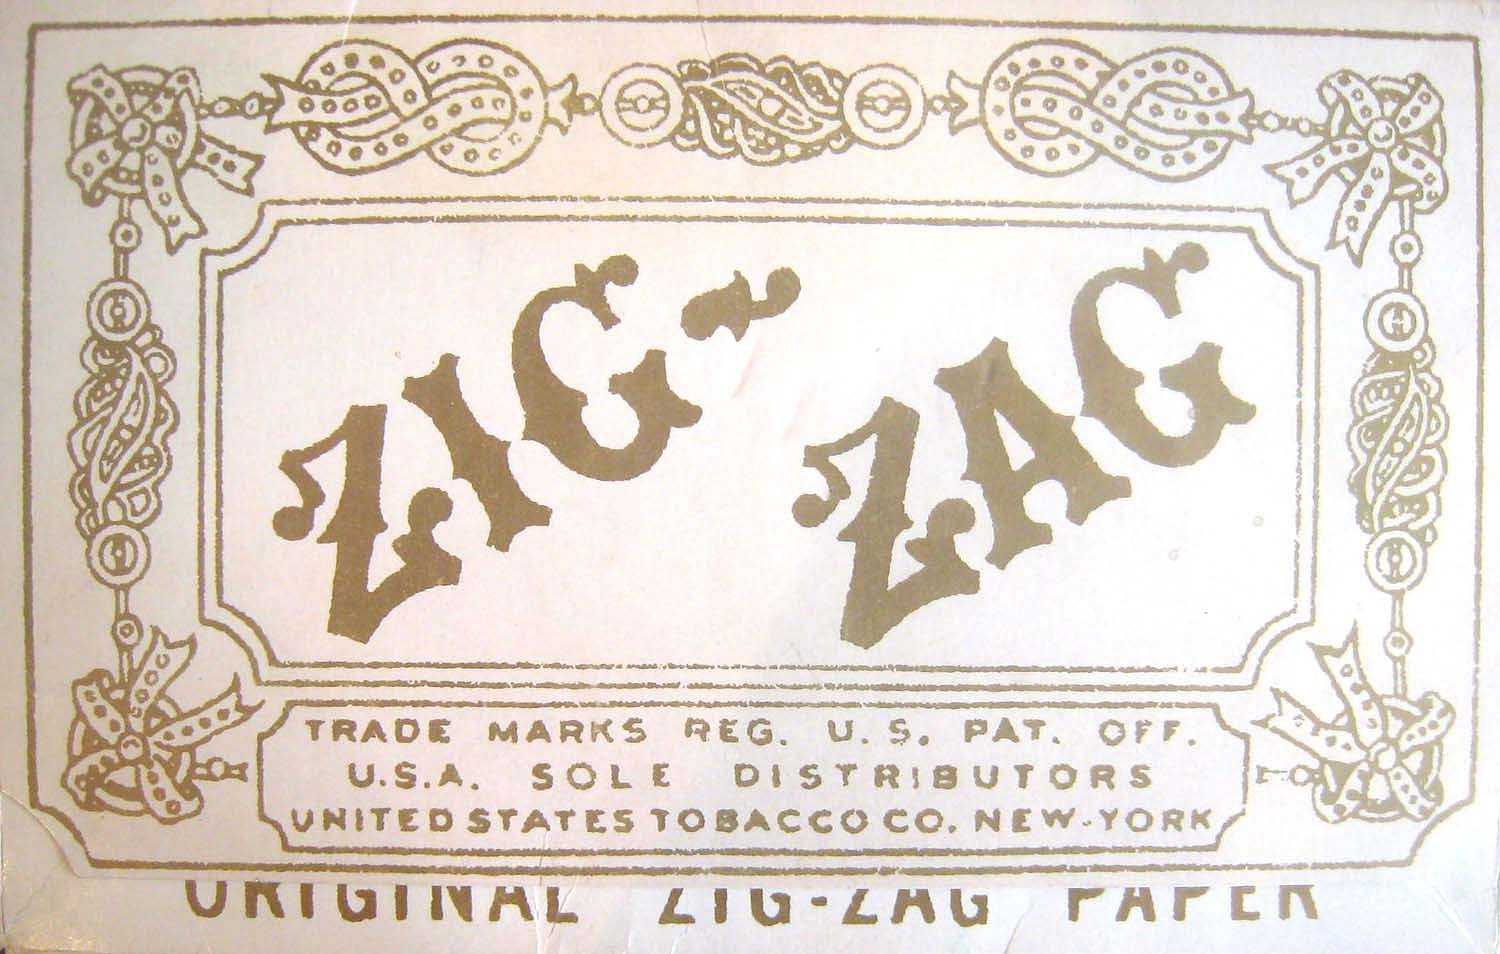 ZIG-ZAG
TRADE MARKS REG. U.S. PAT. OFF.
U.S.A. SOLE DISTRIBUTORS
UNITED STATES TOBACCO CO. NEW-YORK
ORIGINAL ZIG-ZAG PAPER